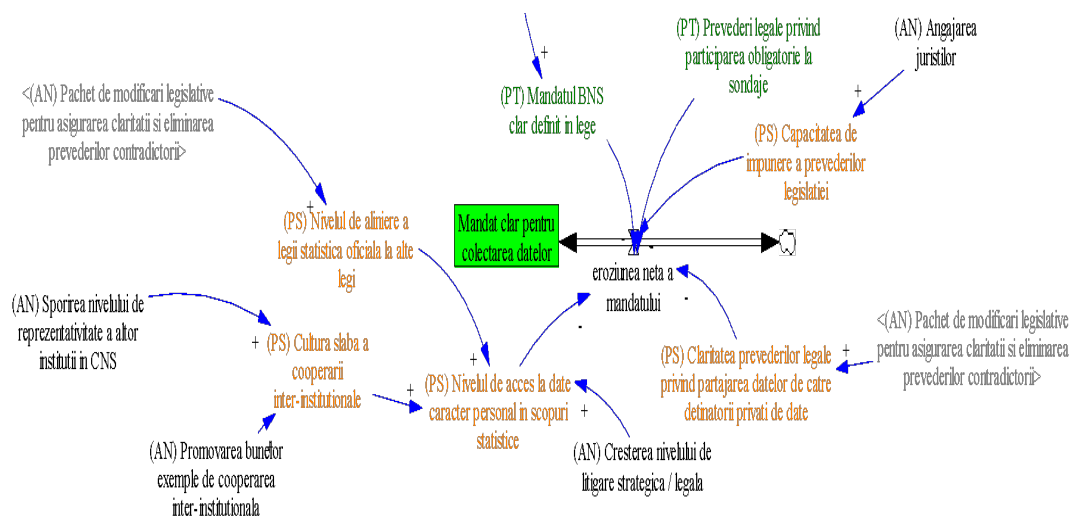 (PT) Prevederi legale privind
participarea obligatorie la
sondaje
(AN) Angajarea
juristilor
+
<(AN) Pachet de modificari legislative
pentru asigurarea claritatii si eliminarea
prevederilor contradictorii>
(PT) Mandatul BNS
clar definit in lege
+
(PS) Capacitatea de
impunere a prevederilor
legislatiei
+
(PS) Nivelul de aliniere a
legii statistica oficiala la alte
legi
Mandat clar pentru
colectarea datelor
-
-
eroziunea neta a
mandatului
-
-
(AN) Sporirea nivelului de
reprezentativitate a altor
institutii in CNS
+
(PS) Cultura slaba a
cooperarii
inter-institutionale
+
+
(PS) Nivelul de acces la date
caracter personal in scopuri
statistice
+
(PS) Claritatea prevederilor legale
privind partajarea datelor de catre
detinatorii privati de date
+
<(AN) Pachet de modificari legislative
pentru asigurarea claritatii si eliminarea
prevederilor contradictorii>
(AN) Promovarea bunelor
exemple de cooperarea
inter-institutionala
+
(AN) Cresterea nivelului de
litigare strategica / legala